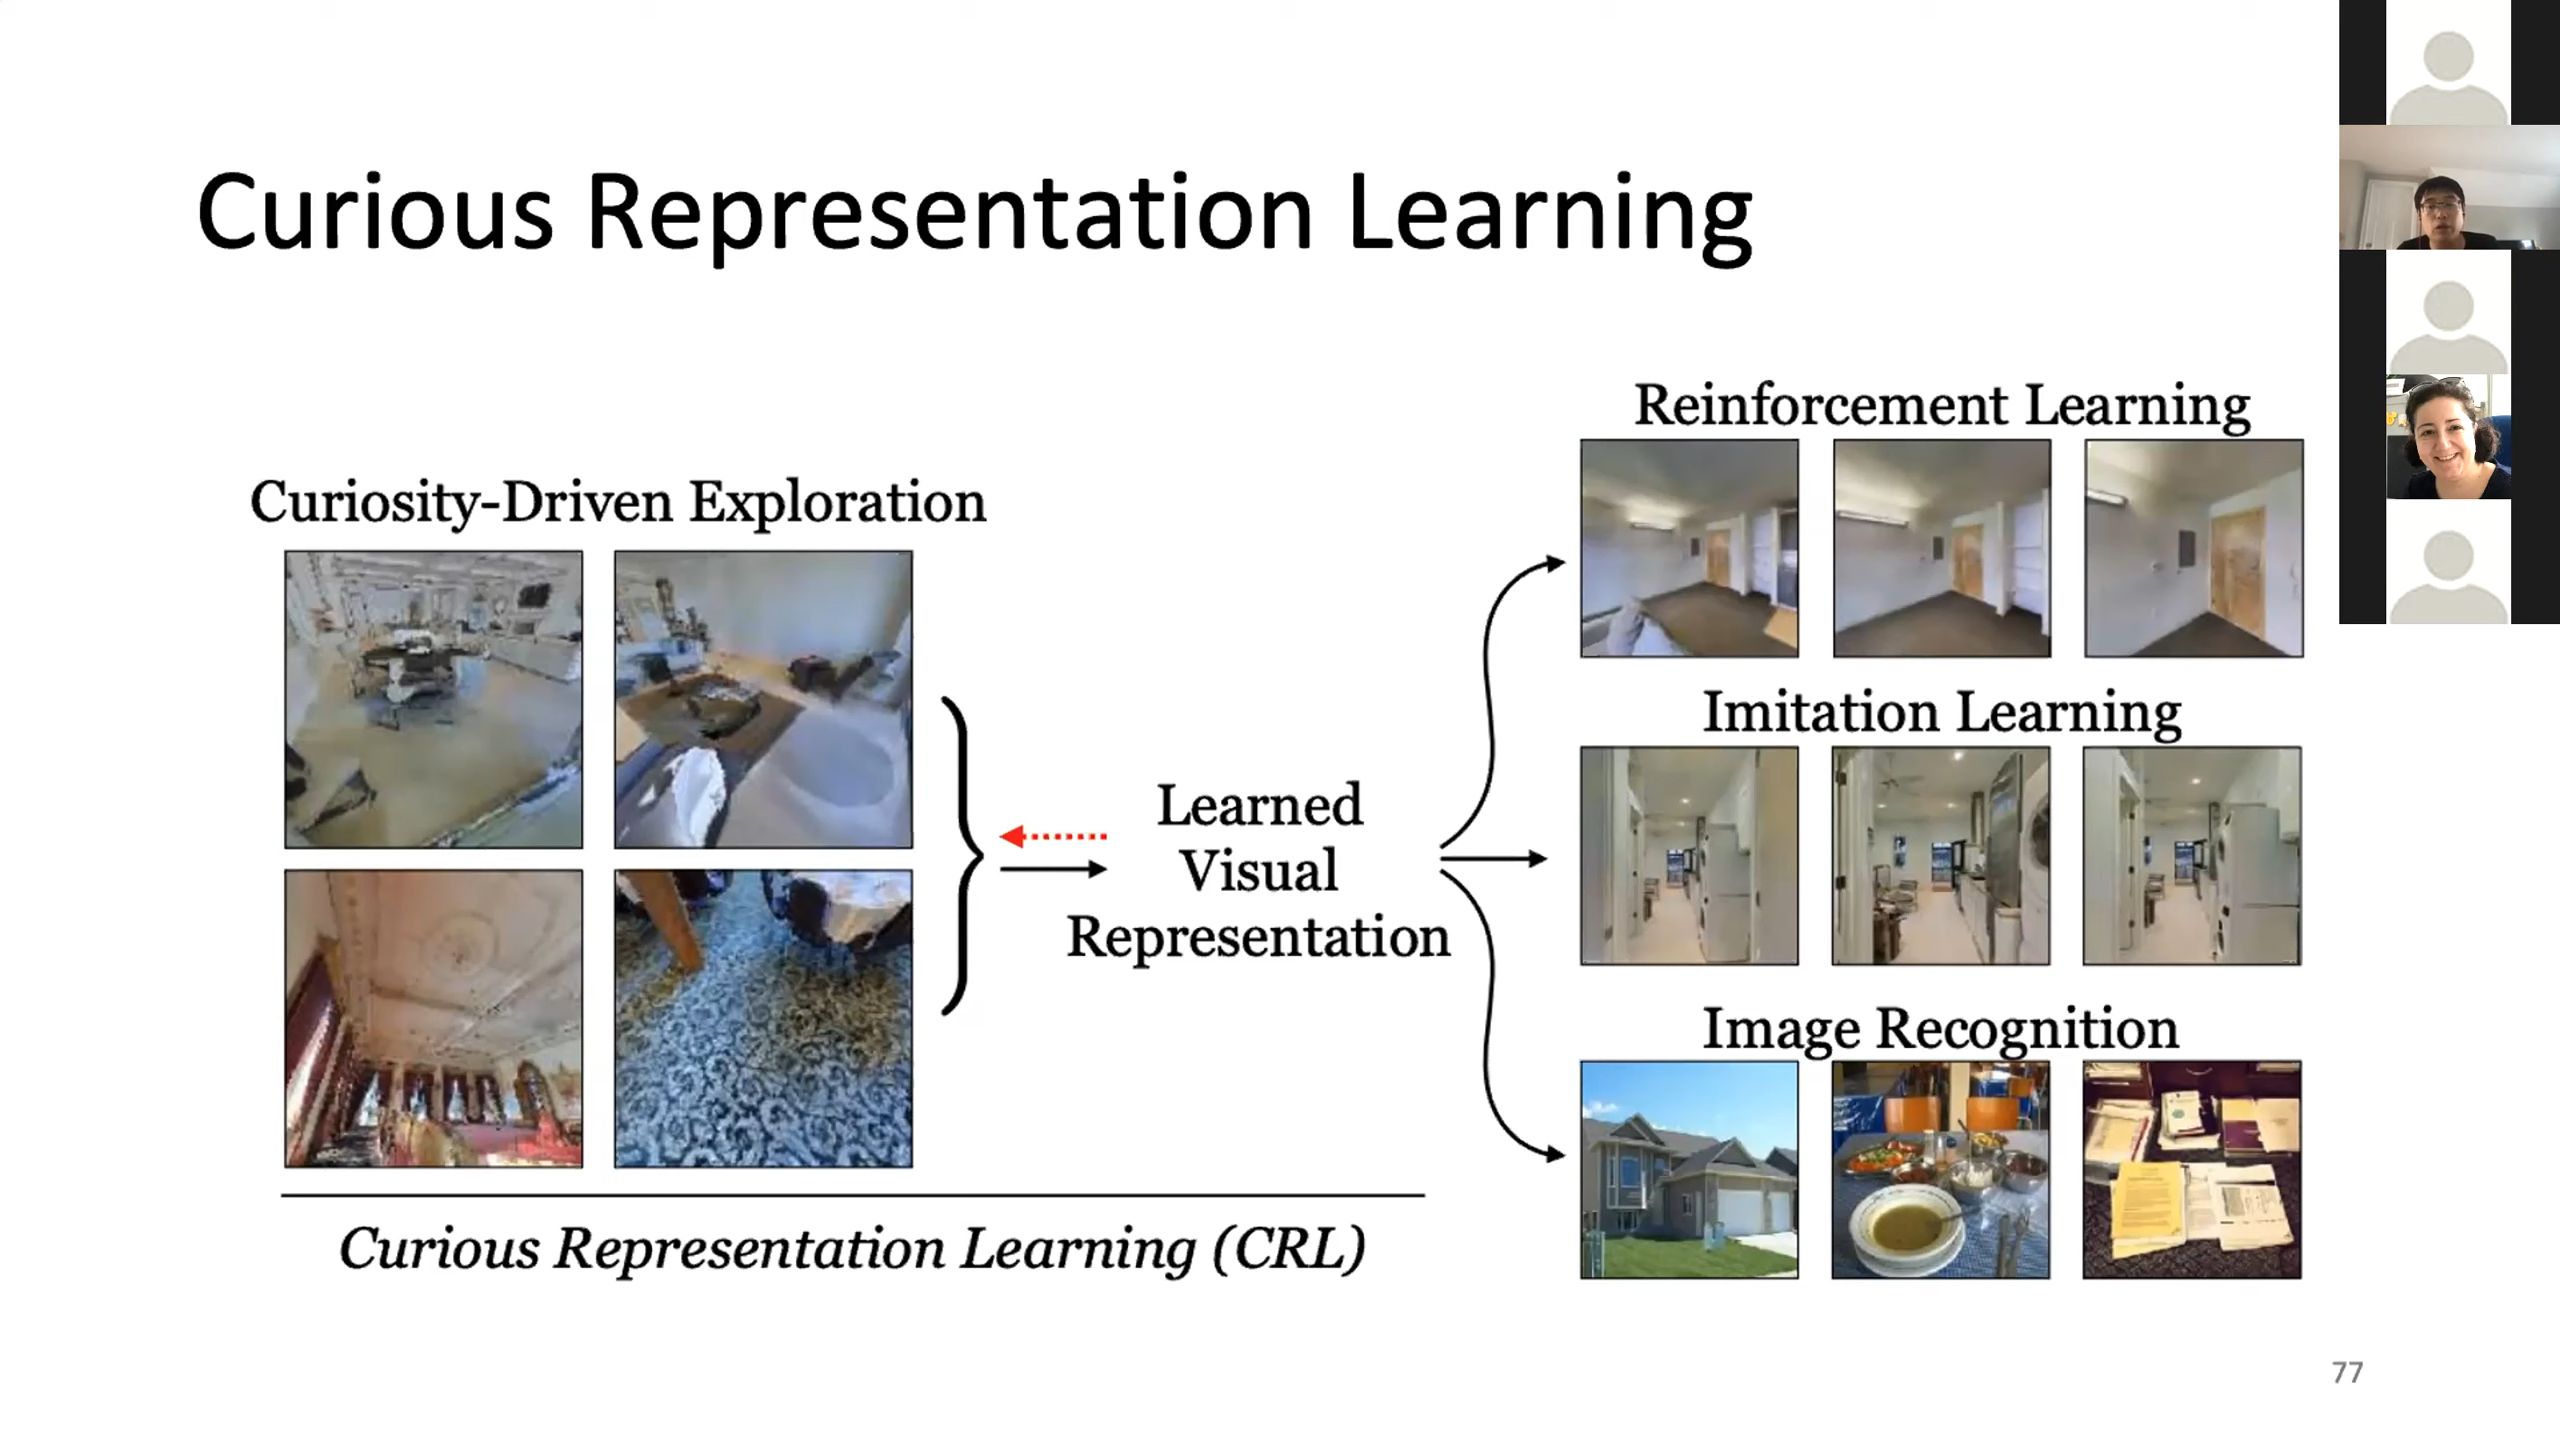 Curious Representation Learning
Curiosity-Driven Exploration
Learned
Visual
Representation
Curious Representation Learning (CRL)
Reinforcement Learning
Imitation Learning
Image Recognition
77